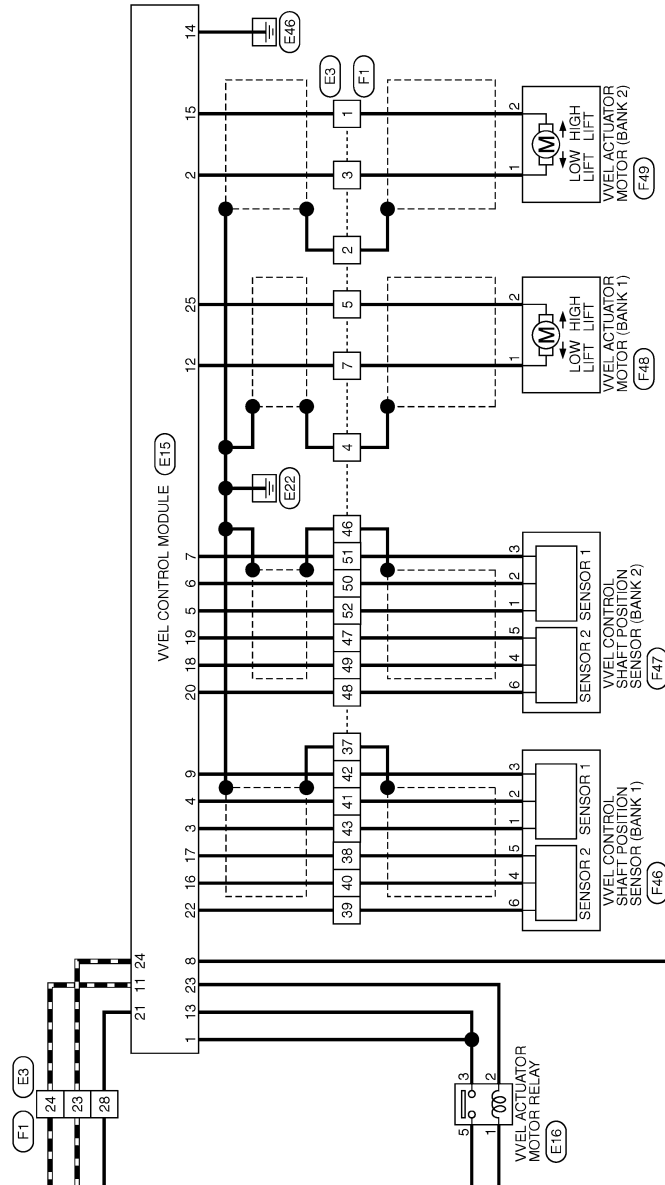 14
E46
E3
F1
15
1
2
2
3
1
HIGH
LIFT
LOW
LIFT
M
VVEL ACTUATOR
MOTOR (BANK 2)
F49
2
25
5
2
12
7
1
HIGH
LIFT
LOW
LIFT
M
VVEL ACTUATOR
MOTOR (BANK 1)
F48
4
VVEL CONTROL MODULE
E15
E22
46
7
51
3
6
50
2
5
52
1
19
47
5
18
49
4
20
48
6
SENSOR 1
SENSOR 2
VVEL CONTROL
SHAFT POSITION
SENSOR (BANK 2)
F47
37
9
42
3
4
41
2
3
43
1
17
38
5
16
40
4
22
39
6
SENSOR 1
SENSOR 2
VVEL CONTROL
SHAFT POSITION
SENSOR (BANK 1)
F46
24
11
21
8
23
13
1
E3
F1
24
23
28
3
2
5
1
VVEL ACTUATOR
MOTOR RELAY
E16